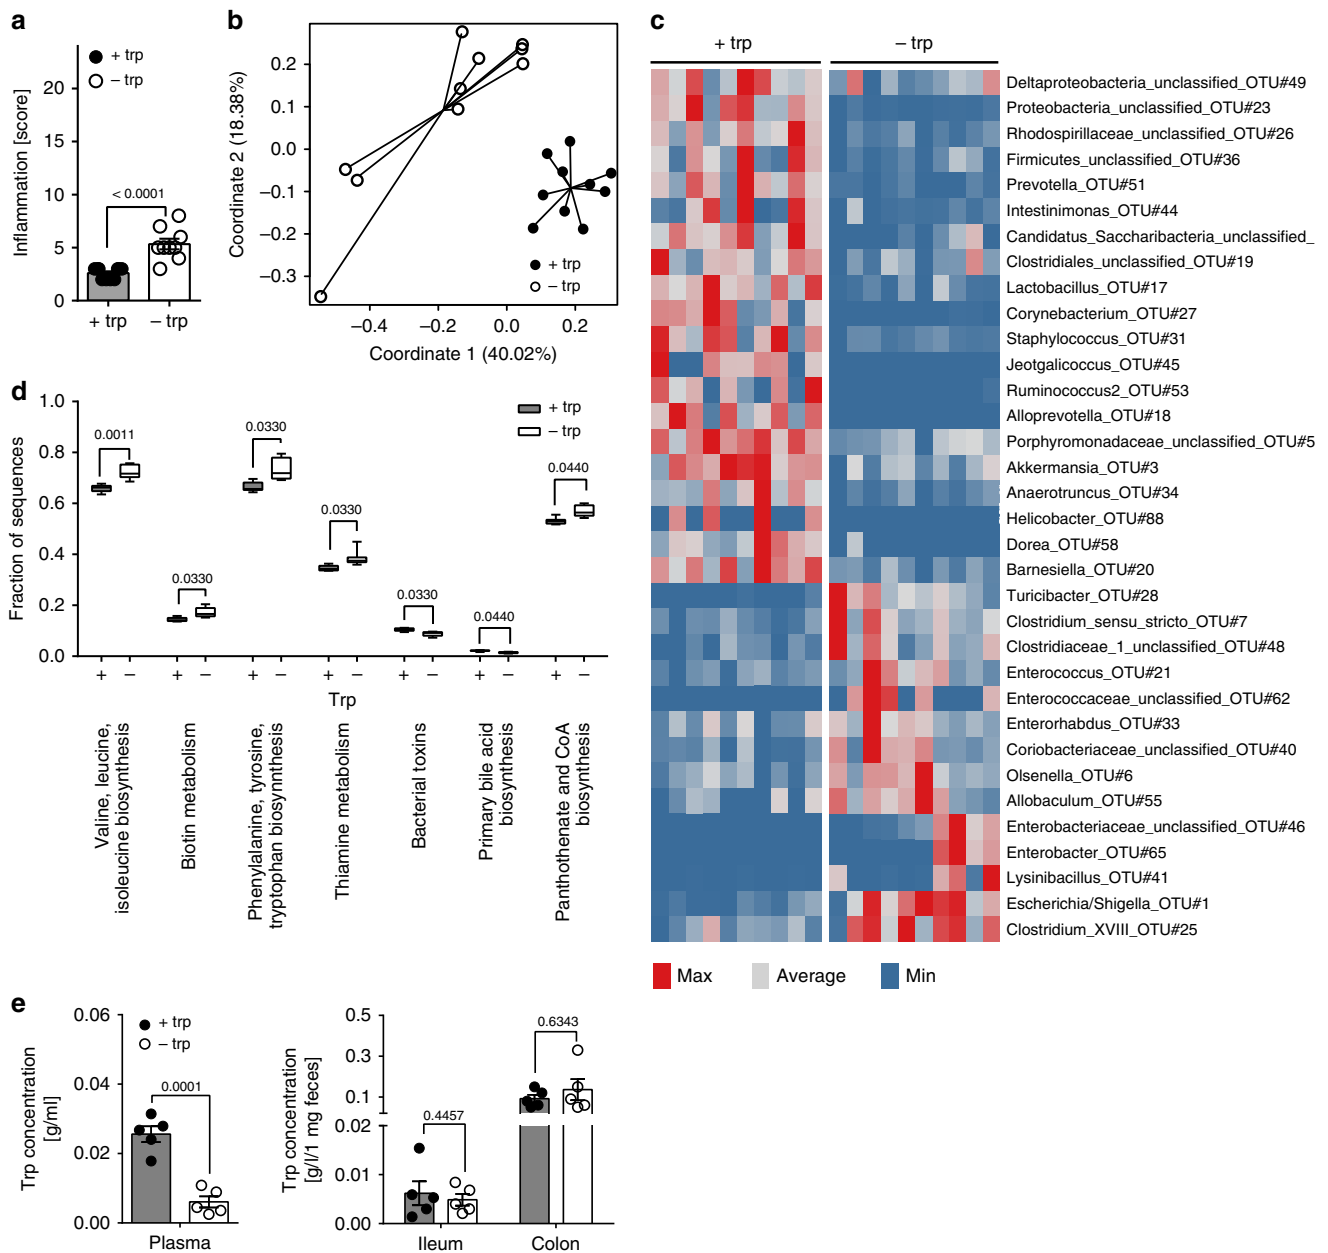 a
+ trp
– trp
Inflammation [score]
20
15
10
5
0
< 0.0001
+ trp
– trp
b
Coordinate 2 (18.38%)
0.2
0.1
0.0
–0.1
–0.2
–0.3
+ trp
– trp
–0.4
–0.2
0.0
0.2
Coordinate 1 (40.02%)
c
+ trp
– trp
Deltaproteobacteria_unclassified_OTU#49
Proteobacteria_unclassified_OTU#23
Rhodospirillaceae_unclassified_OTU#26
Firmicutes_unclassified_OTU#36
Prevotella_OTU#51
Intestinimonas_OTU#44
Candidatus_Saccharibacteria_unclassified_
Clostridiales_unclassified_OTU#19
Lactobacillus_OTU#17
Corynebacterium_OTU#27
Staphylococcus_OTU#31
Jeotgalicoccus_OTU#45
Ruminococcus2_OTU#53
Alloprevotella_OTU#18
Porphyromonadaceae_unclassified_OTU#5
Akkermansia_OTU#3
Anaerotruncus_OTU#34
Helicobacter_OTU#88
Dorea_OTU#58
Barnesiella_OTU#20
Turicibacter_OTU#28
Clostridium_sensu_stricto_OTU#7
Clostridiaceae_1_unclassified_OTU#48
Enterococcus_OTU#21
Enterococcaceae_unclassified_OTU#62
Enterorhabdus_OTU#33
Coriobacteriaceae_unclassified_OTU#40
Olsenella_OTU#6
Allobaculum_OTU#55
Enterobacteriaceae_unclassified_OTU#46
Enterobacter_OTU#65
Lysinibacillus_OTU#41
Escherichia/Shigella_OTU#1
Clostridium_XVIII_OTU#25
Max
Average
Min
d
Fraction of sequences
1.0
0.8
0.6
0.4
0.2
0.0
+ trp
– trp
0.0011
0.0330
0.0330
0.0330
0.0330
0.0440
0.0440
+ – + – + – + – + – + – + –
Trp
Valine, leucine,
isoleucine biosynthesis
Biotin metabolism
Phenylalanine, tyrosine,
tryptophan biosynthesis
Thiamine metabolism
Bacterial toxins
Primary bile acid
biosynthesis
Panthothenate and CoA
biosynthesis
e
Trp concentration
[g/ml]
0.06
0.04
0.02
0.00
+ trp
– trp
0.0001
Plasma
Trp concentration
[g/l/1 mg feces]
0.5
0.3
0.1
0.02
0.01
0.00
0.4457
0.6343
Ileum
Colon